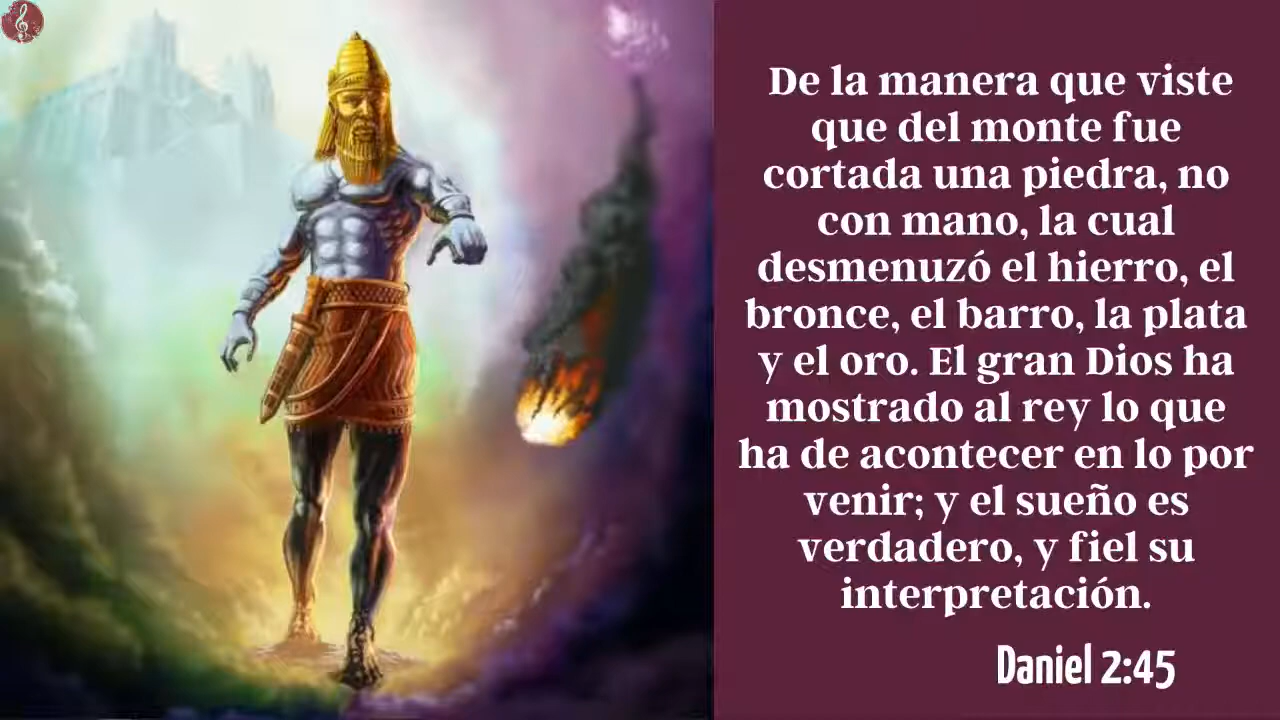 De la manera que viste
que del monte fue
cortada una piedra, no
con mano, la cual
desmenuzó el hierro, el
bronce, el barro, la plata
y el oro. El gran Dios ha
mostrado al rey lo que
ha de acontecer en lo por
venir; y el sueño es
verdadero, y fiel su
interpretación.
Daniel 2:45